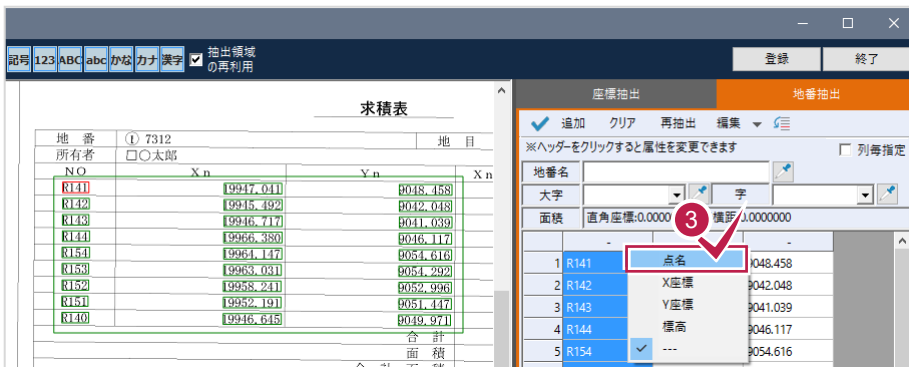 記号 123 ABC abc かな カナ 漢字 抽出領域の再利用 登録 終了
座標抽出 地番抽出
追加 クリア 再抽出 編集
※ヘッダーをクリックすると属性を変更できます 列毎指定
地番名
大字 字
面積 直角座標:0.0000 横距 0.0000000
- -
1 R141 9048.458
2 R142 9042.048
3 R143 9041.039
4 R144 9046.117
5 R154 9054.616
3
点名
X座標
Y座標
標高
---
求積表
地 番 ① 7312 地 目
所有者 □○太郎
NO X n Y n X n
R141 19947.041 9048.458
R142 19945.492 9042.048
R143 19946.717 9041.039
R144 19966.380 9046.117
R154 19964.147 9054.616
R153 19963.031 9054.292
R152 19958.241 9052.996
R151 19952.191 9051.447
R140 19946.645 9049.971
合 計
面 積